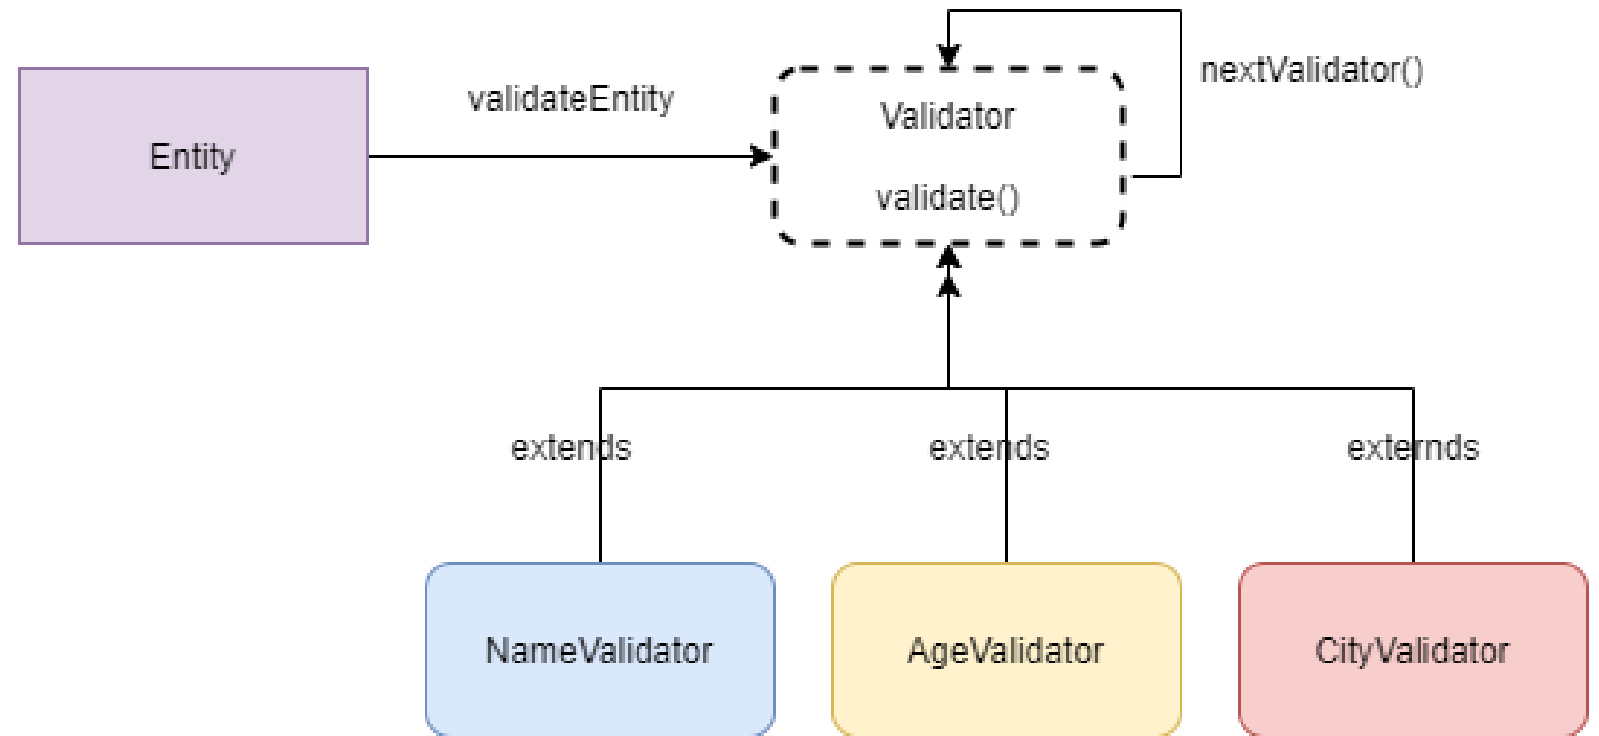 nextValidator()
validateEntity
Validator
Entity
validate()
extends
extends
externds
NameValidator
AgeValidator
CityValidator